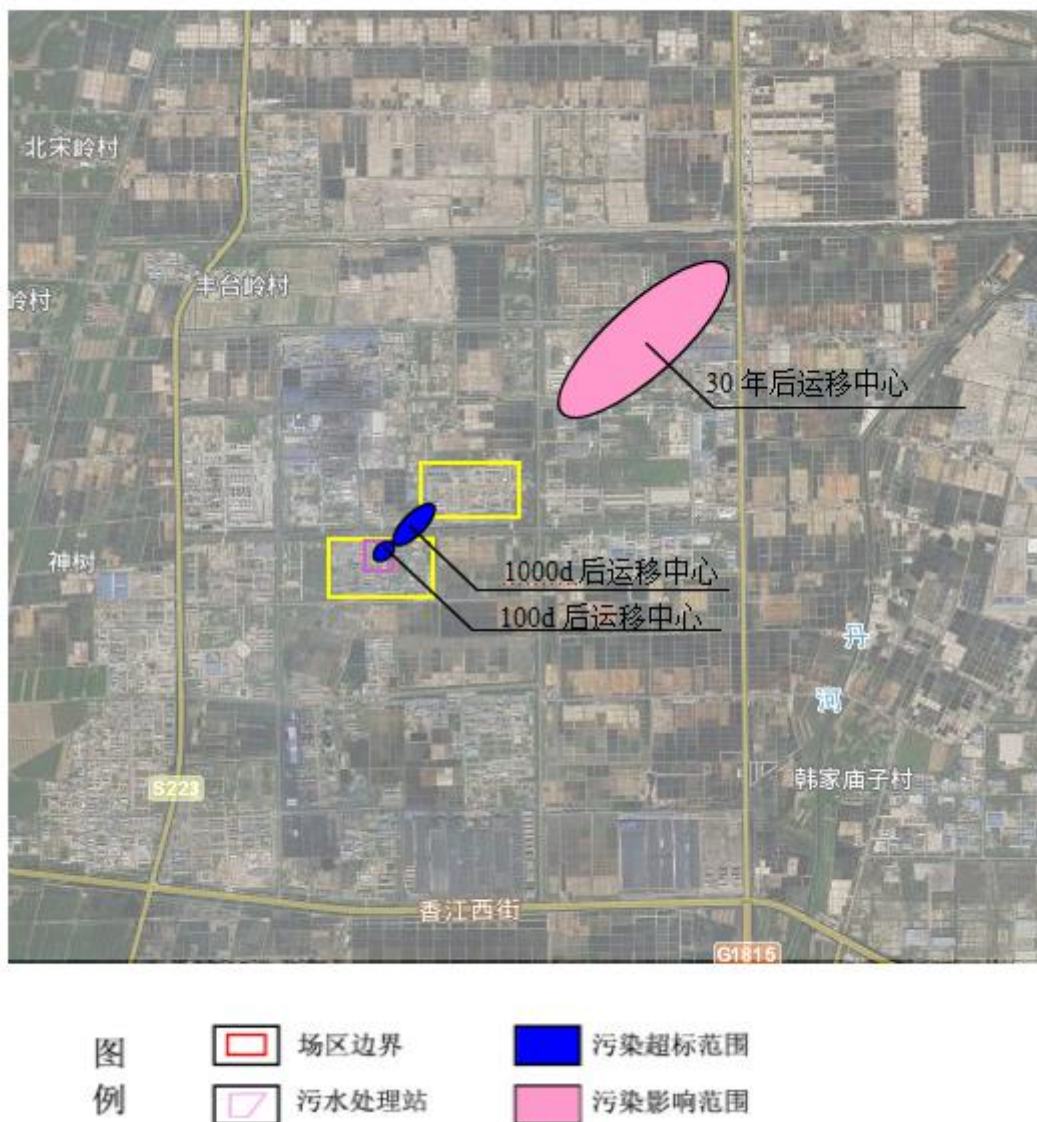 北宋岭村
丰台岭村
岭村
30 年后运移中心
1000d 后运移中心
神树
100d 后运移中心
丹
河
韩家庙子村
S223
香江西街
G1815
图
例
场区边界
污染超标范围
污水处理站
污染影响范围